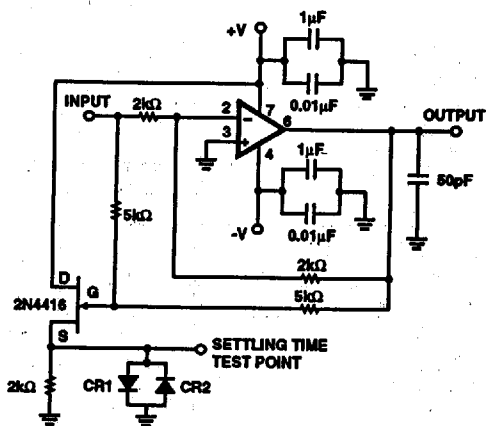 1μF
+V
0.01μF
INPUT
2kΩ
2
7
6
OUTPUT
3
4
1μF
50pF
5kΩ
-V
0.01μF
2kΩ
D
G
5kΩ
2N4416
S
SETTLING TIME
TEST POINT
2kΩ
CR1
CR2